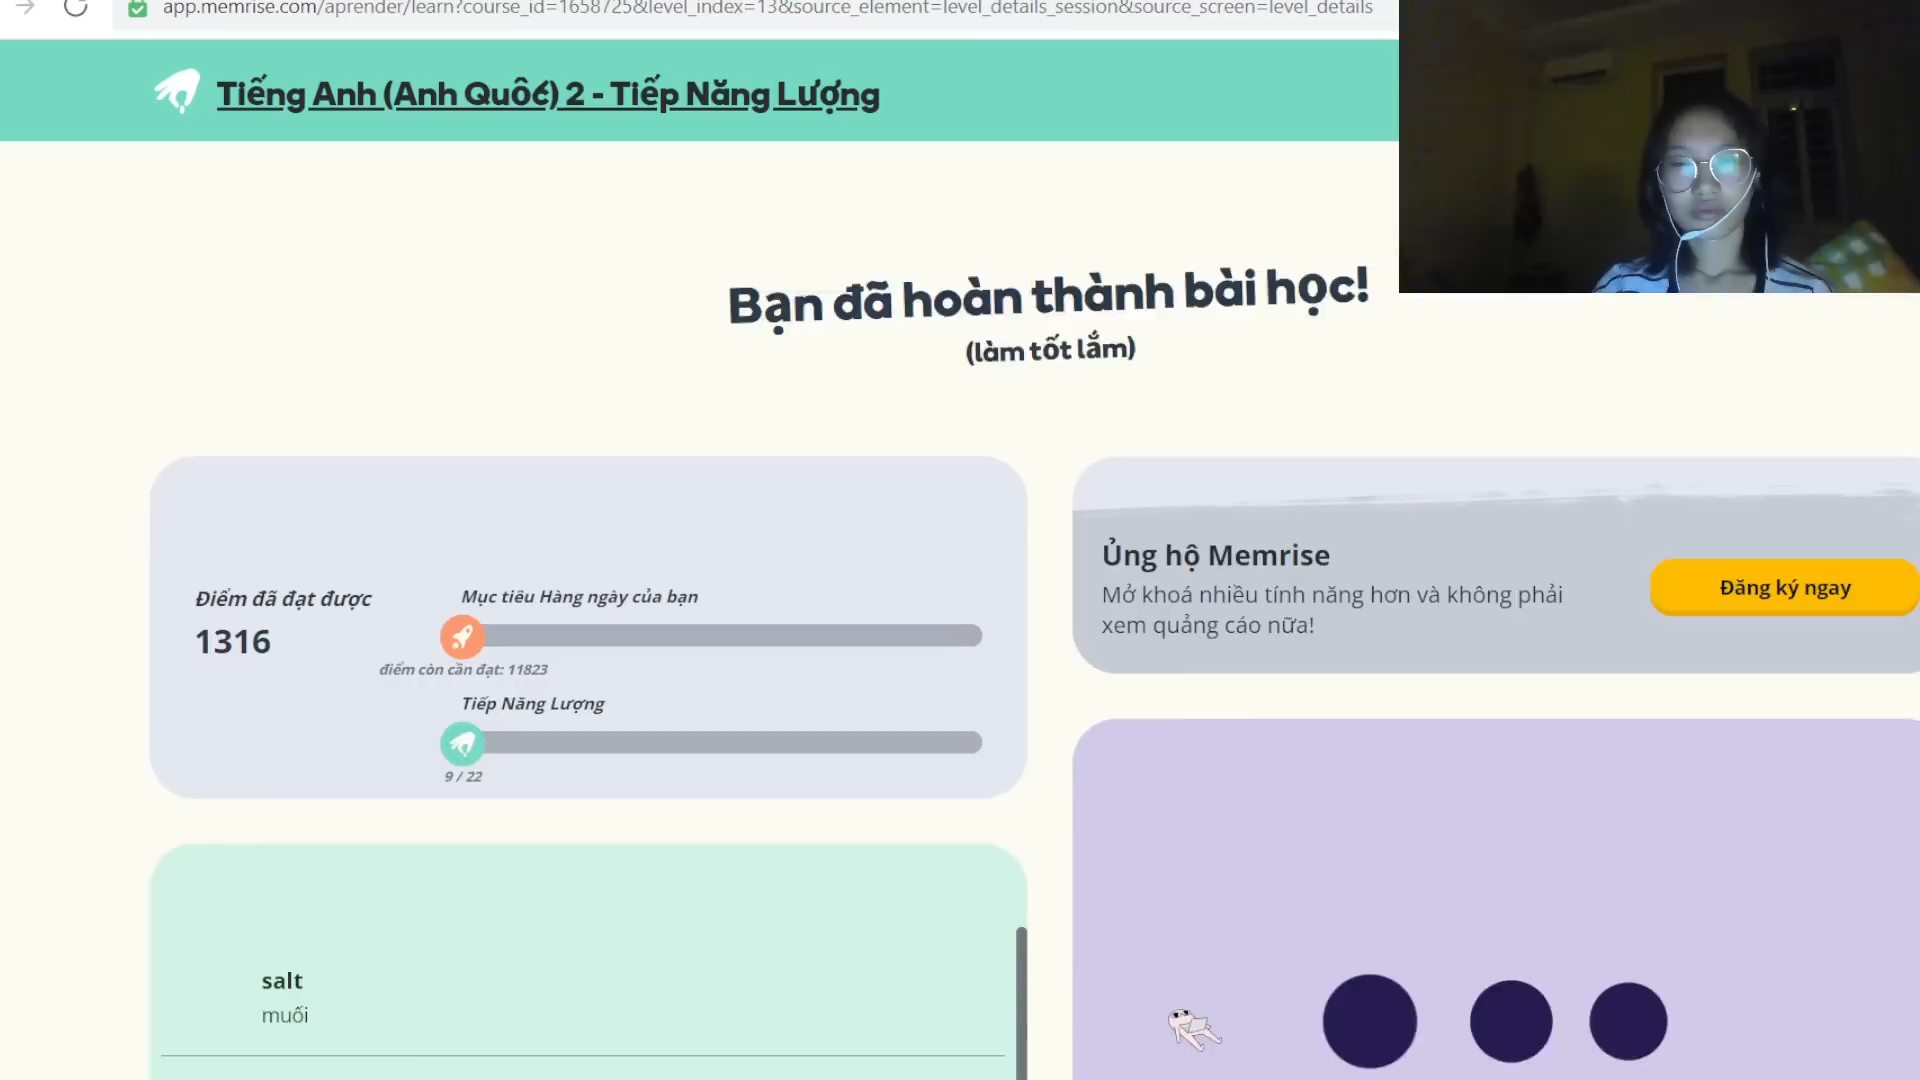 app.memrise.com/aprender/learn?course_id=1658725&level_index=13&source_element=level_details_session&source_screen=level_details
Tiếng Anh (Anh Quốc) 2 - Tiếp Năng Lượng
Bạn đã hoàn thành bài học!
(làm tốt lắm)
Điểm đã đạt được
1316
Mục tiêu Hàng ngày của bạn
điểm còn cần đạt: 11823
Tiếp Năng Lượng
9 / 22
Ủng hộ Memrise
Mở khoá nhiều tính năng hơn và không phải
xem quảng cáo nữa!
Đăng ký ngay
salt
muối